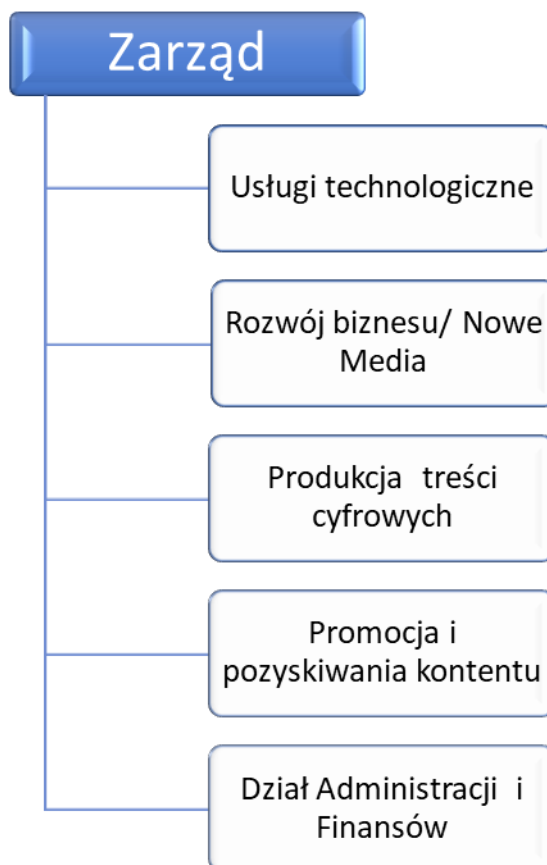 Zarząd
Usługi technologiczne
Rozwój biznesu/ Nowe
Media
Produkcja treści
cyfrowych
Promocja i
pozyskiwania kontentu
Dział Administracji i
Finansów